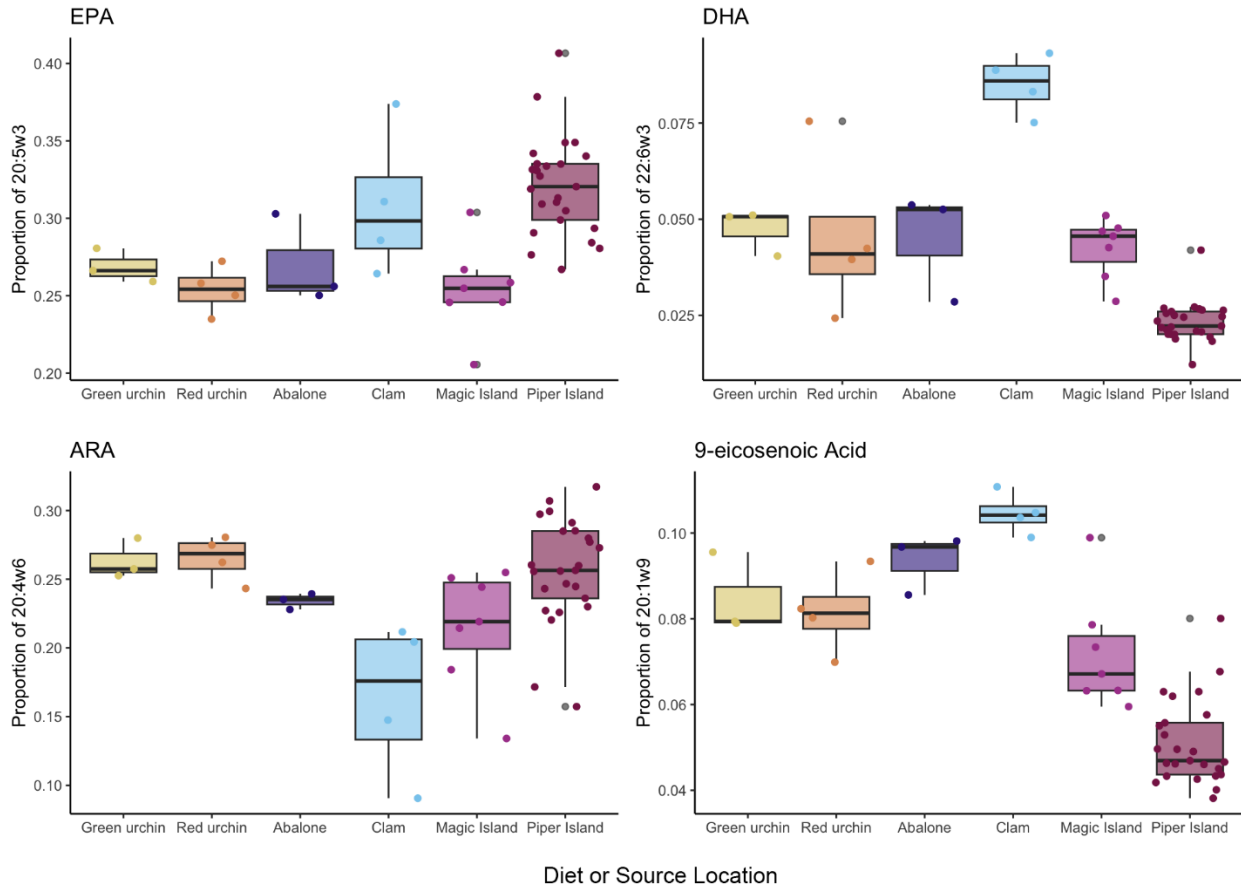 EPA
Proportion of 20:5w3
0.40
0.35
0.30
0.25
0.20
Green urchin Red urchin Abalone Clam Magic Island Piper Island
DHA
Proportion of 22:6w3
0.075
0.050
0.025
Green urchin Red urchin Abalone Clam Magic Island Piper Island
ARA
Proportion of 20:4w6
0.30
0.25
0.20
0.15
0.10
Green urchin Red urchin Abalone Clam Magic Island Piper Island
9-eicosenoic Acid
Proportion of 20:1w9
0.10
0.08
0.06
0.04
Green urchin Red urchin Abalone Clam Magic Island Piper Island
Diet or Source Location